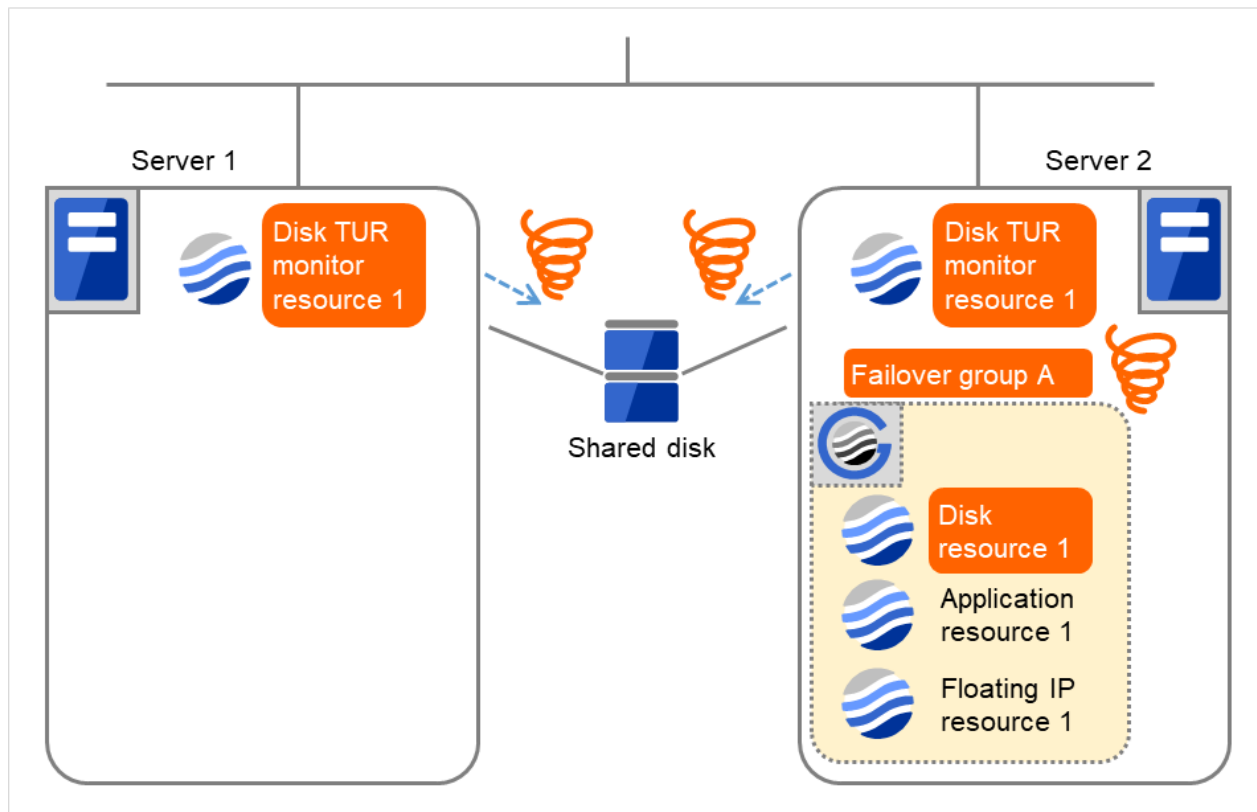 Server 1
Server 2
Disk TUR
monitor
resource 1
Disk TUR
monitor
resource 1
Shared disk
Failover group A
Disk
resource 1
Application
resource 1
Floating IP
resource 1